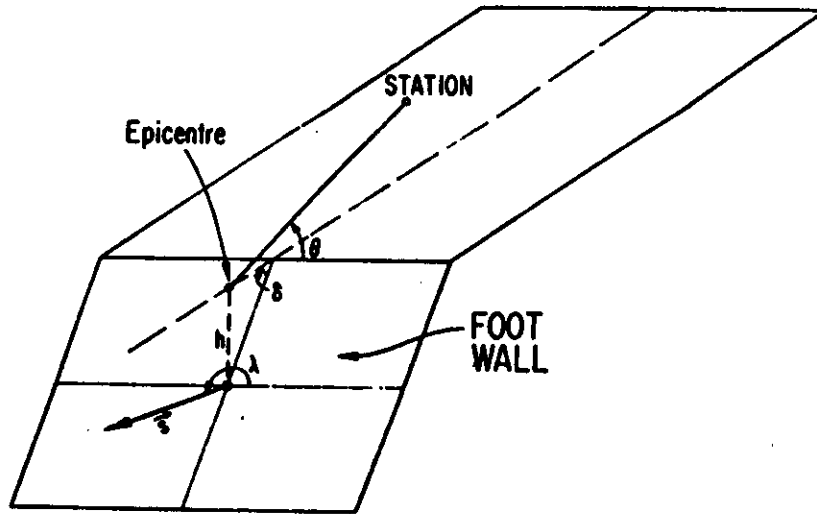 STATION
Epicentre
θ
δ
h
λ
FOOT
WALL
s